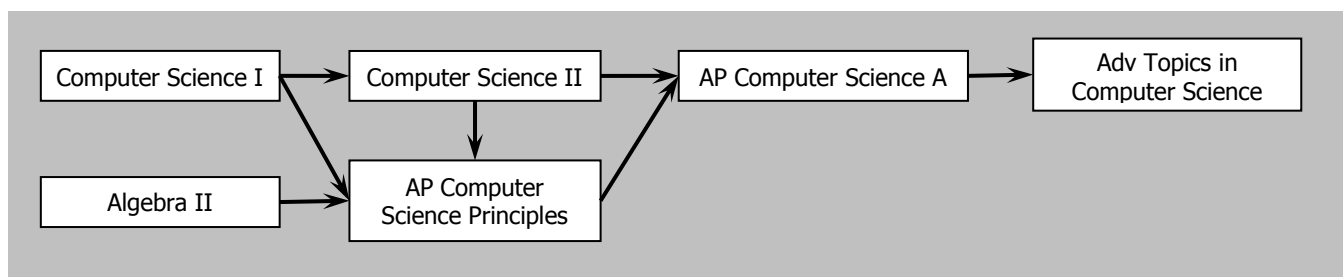 Computer Science I
Computer Science II
AP Computer Science A
Adv Topics in
Computer Science
Algebra II
AP Computer
Science Principles